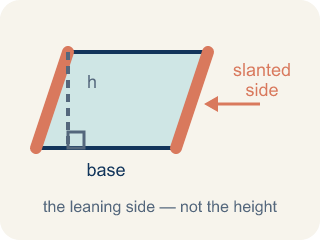 h
slanted
side
base
the leaning side — not the height